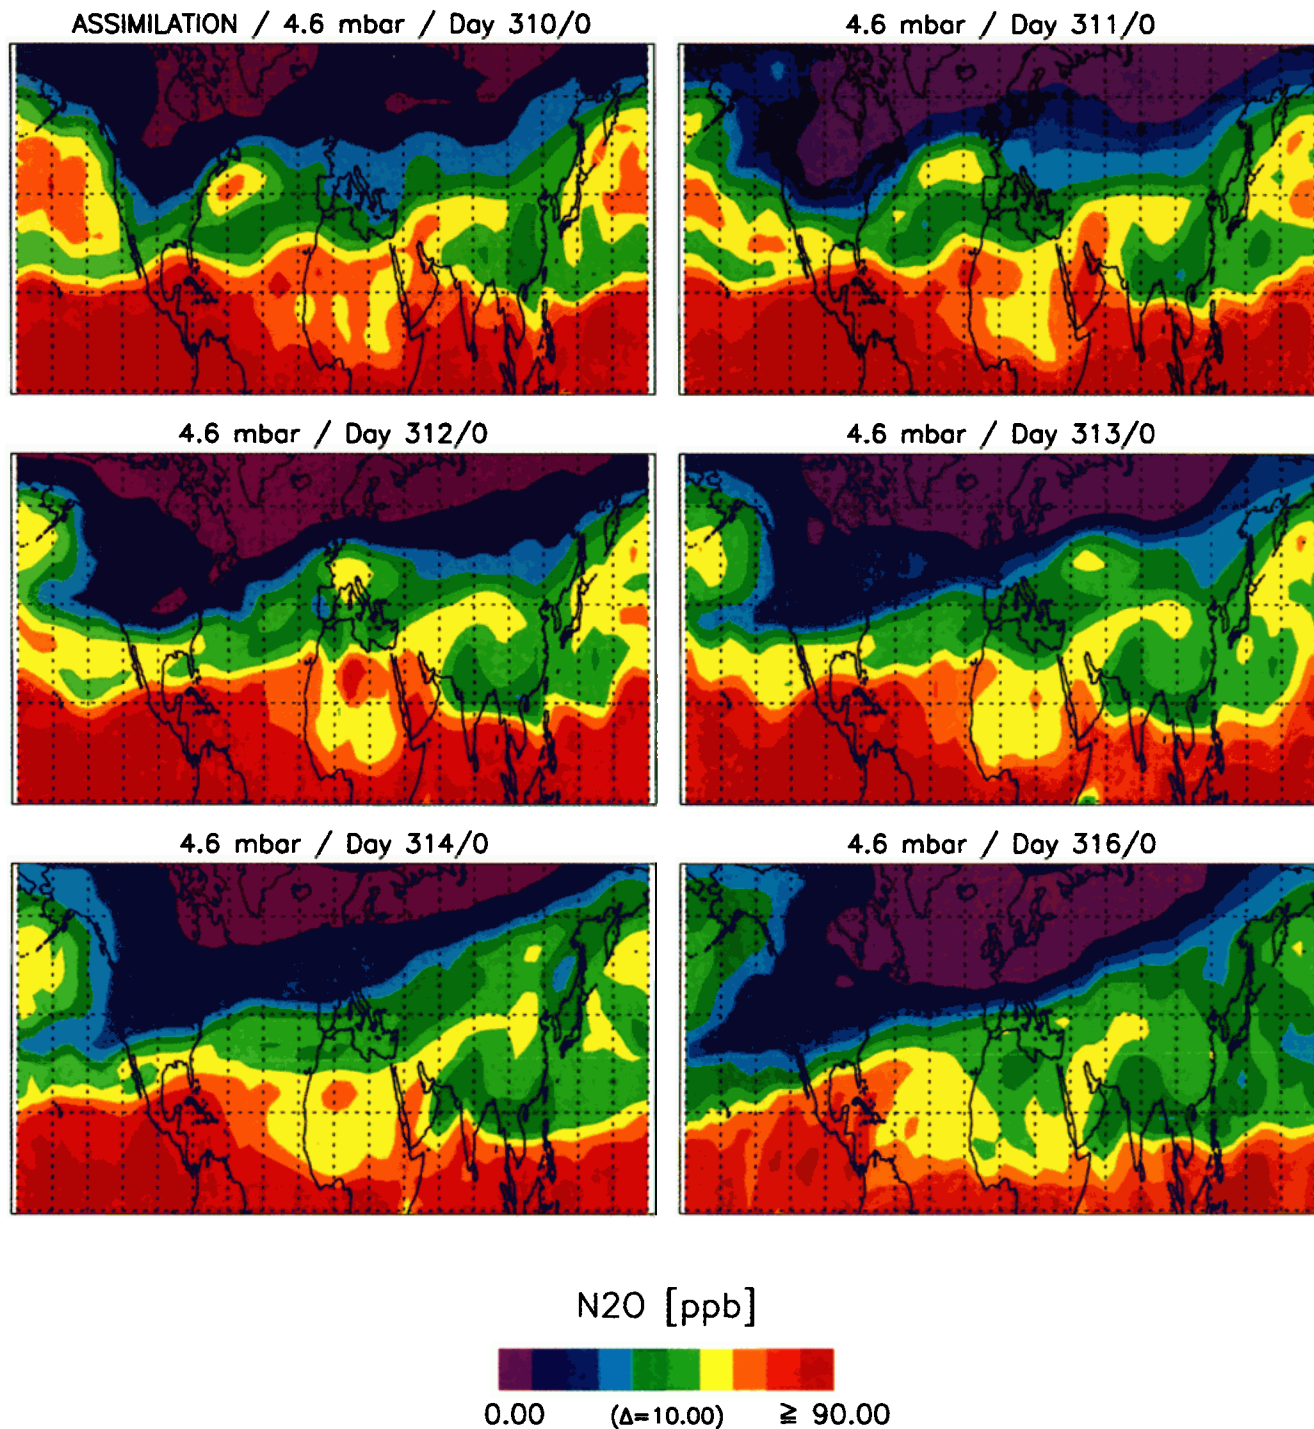 ASSIMILATION / 4.6 mbar / Day 310/0
4.6 mbar / Day 311/0
4.6 mbar / Day 312/0
4.6 mbar / Day 313/0
4.6 mbar / Day 314/0
4.6 mbar / Day 316/0
N2O [ppb]
0.00 (Δ=10.00) ≧ 90.00